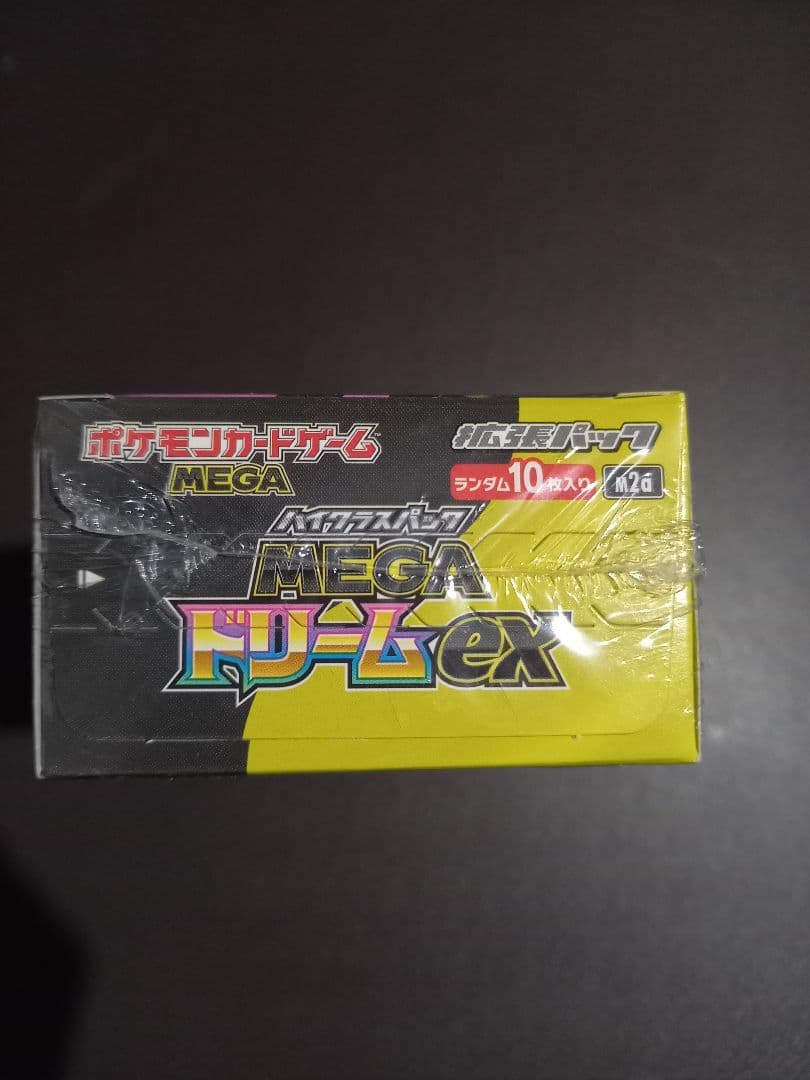 ポケモンカードゲーム
MEGA
拡張パック
ランダム10枚入り M2a
ハイクラスパック
MEGA
ドリームex